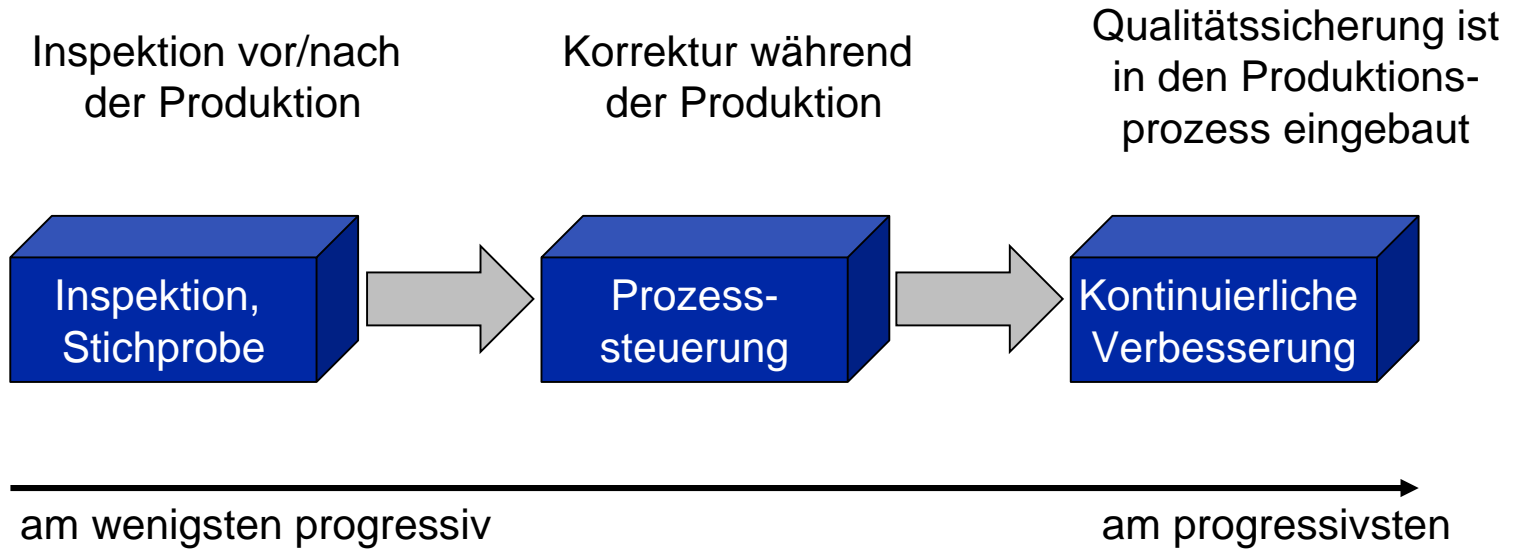 Inspektion vor/nach
der Produktion
Korrektur während
der Produktion
Qualitätssicherung ist
in den Produktions-
prozess eingebaut
Inspektion,
Stichprobe
Prozess-
steuerung
Kontinuierliche
Verbesserung
am wenigsten progressiv
am progressivsten